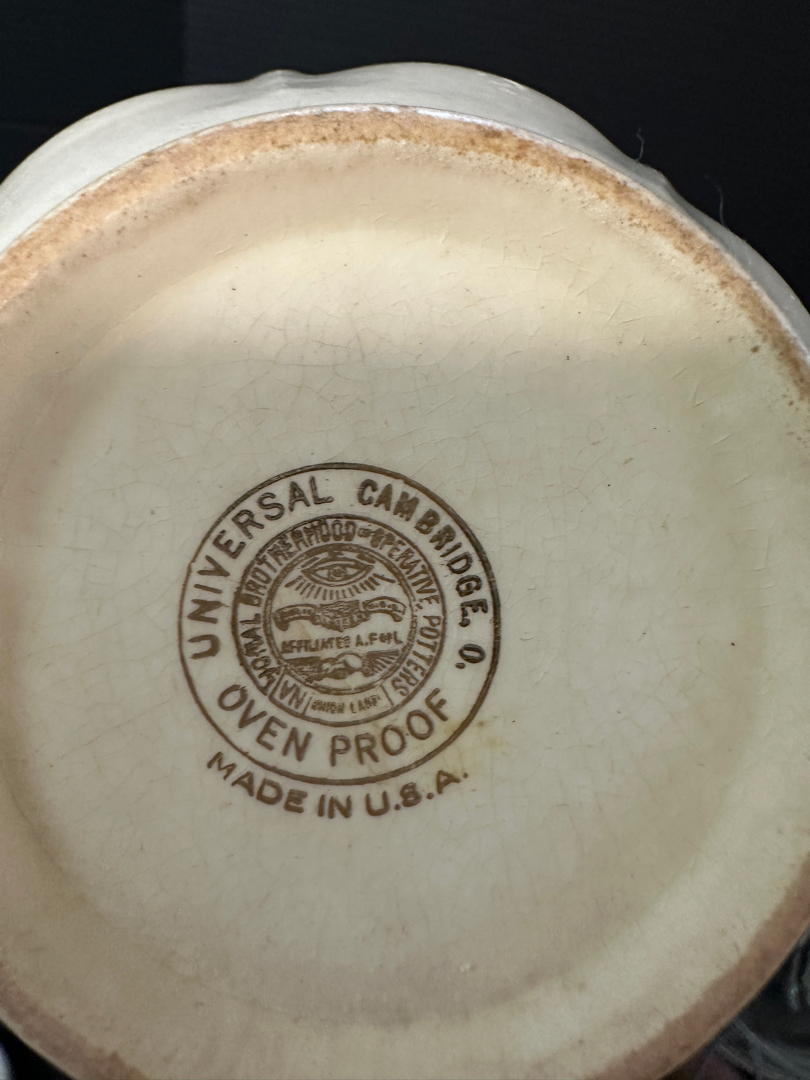 UNIVERSAL CAMBRIDGE, O.
NATIONAL BROTHERHOOD OF OPERATIVE POTTERS
AFFILIATED A.F. OF L.
UNION LABEL
OVEN PROOF
MADE IN U.S.A.